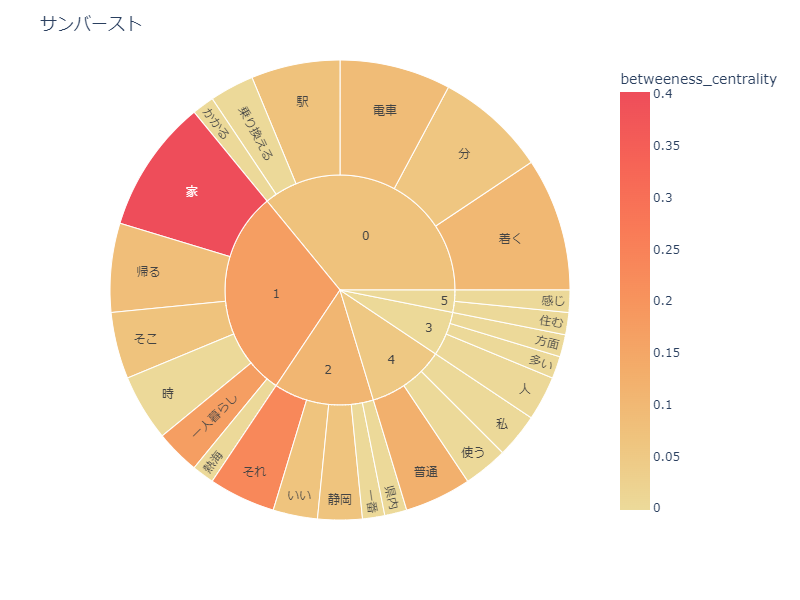 サンバースト
betweeness_centrality
0.4
0.35
0.3
0.25
0.2
0.15
0.1
0.05
0
0
着く
分
電車
駅
乗り換える
かかる
1
家
帰る
そこ
時
一人暮らし
熱海
2
それ
いい
静岡
一番
県内
4
普通
使う
私
3
人
多い
方面
住む
5
感じ